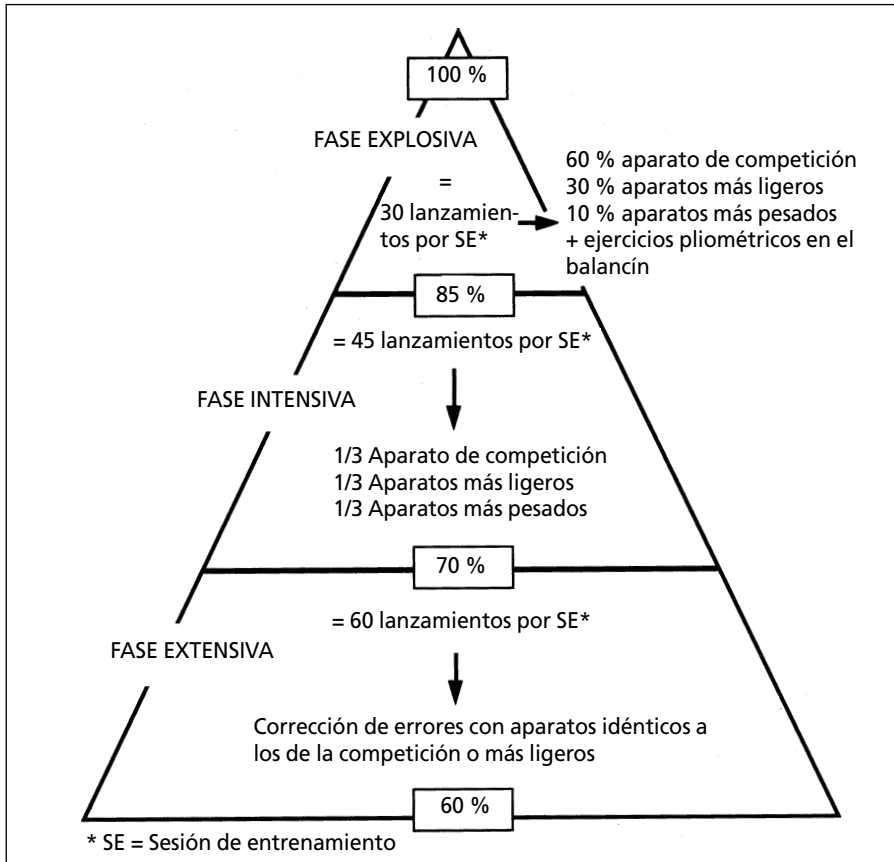 100 %
FASE EXPLOSIVA
=
30 lanzamien-
tos por SE*
60 % aparato de competición
30 % aparatos más ligeros
10 % aparatos más pesados
+ ejercicios pliométricos en el
balancín
85 %
= 45 lanzamientos por SE*
FASE INTENSIVA
1/3 Aparato de competición
1/3 Aparatos más ligeros
1/3 Aparatos más pesados
70 %
= 60 lanzamientos por SE*
FASE EXTENSIVA
Corrección de errores con aparatos idénticos a
los de la competición o más ligeros
60 %
* SE = Sesión de entrenamiento